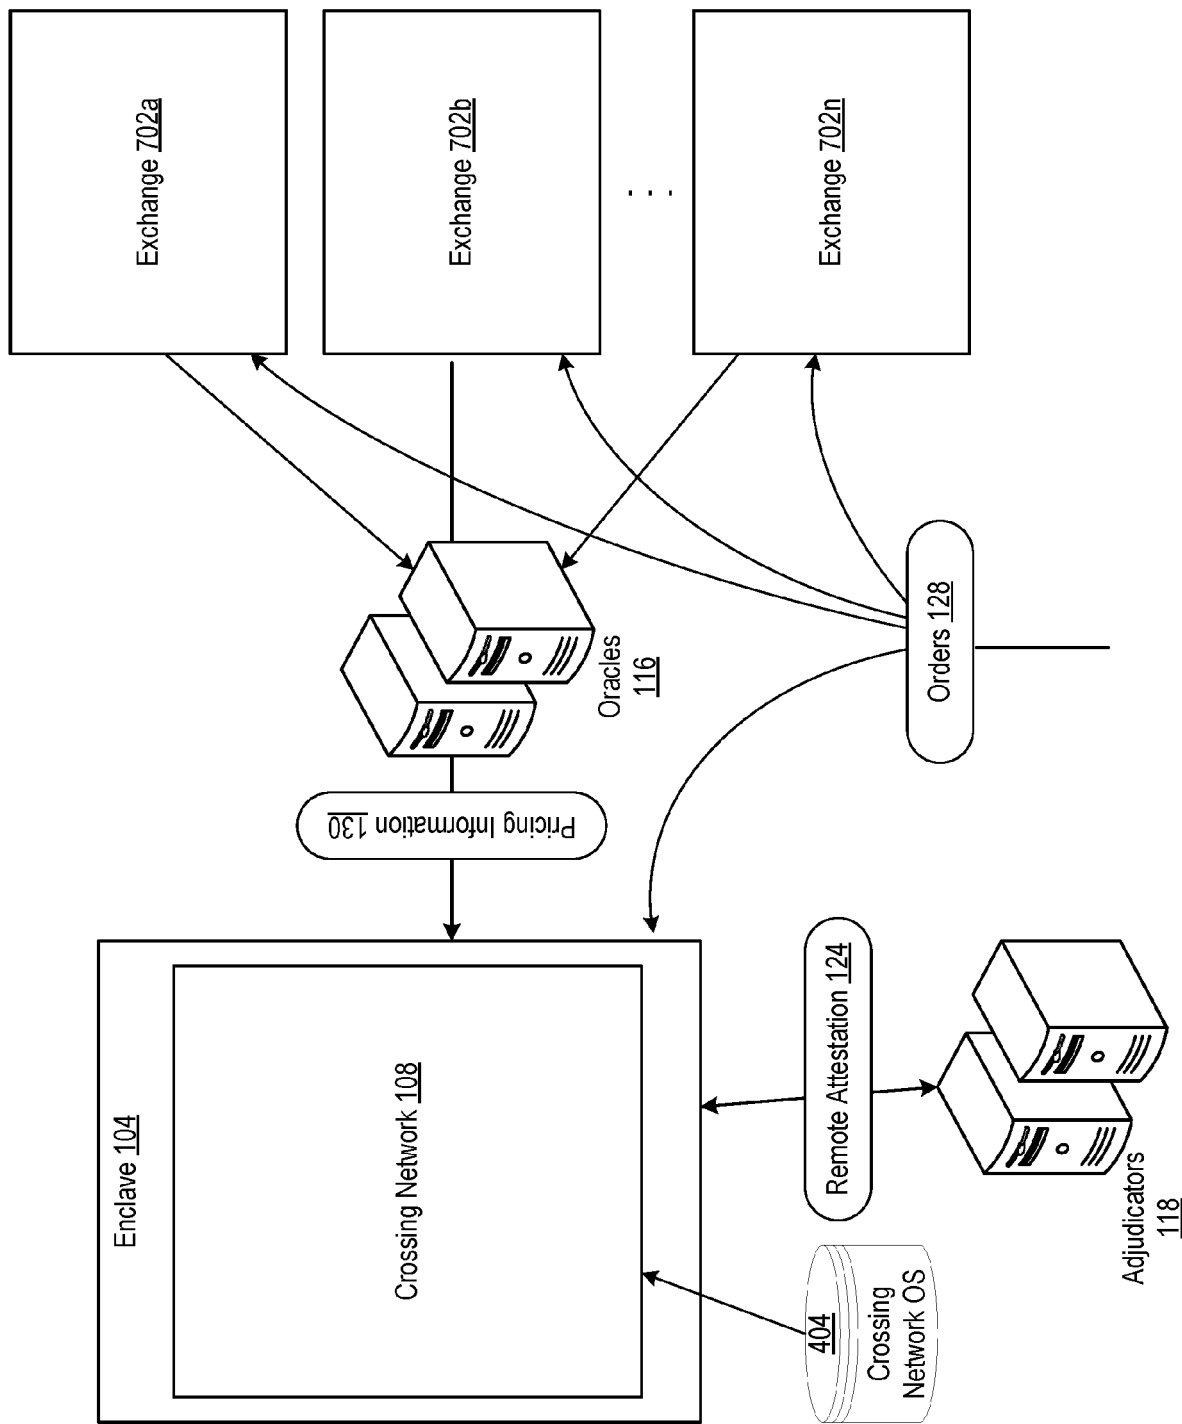 Enclave 104
Crossing Network 108
404
Crossing
Network OS
Remote Attestation 124
Adjudicators
118
Pricing Information 130
Oracles
116
Orders 128
Exchange 702a
Exchange 702b
. . .
Exchange 702n